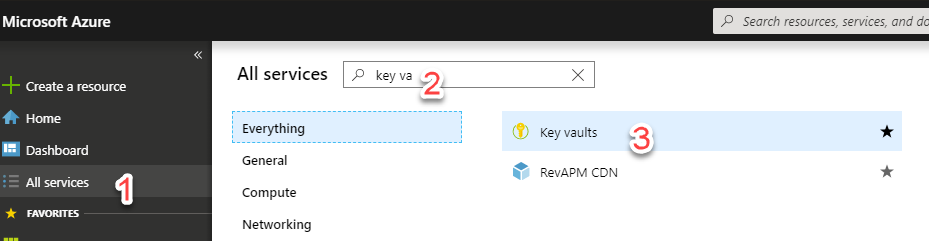 Microsoft Azure
Search resources, services, and do
«
Create a resource
Home
Dashboard
All services
1
FAVORITES
All services
key va
2
Everything
General
Compute
Networking
Key vaults
3
RevAPM CDN